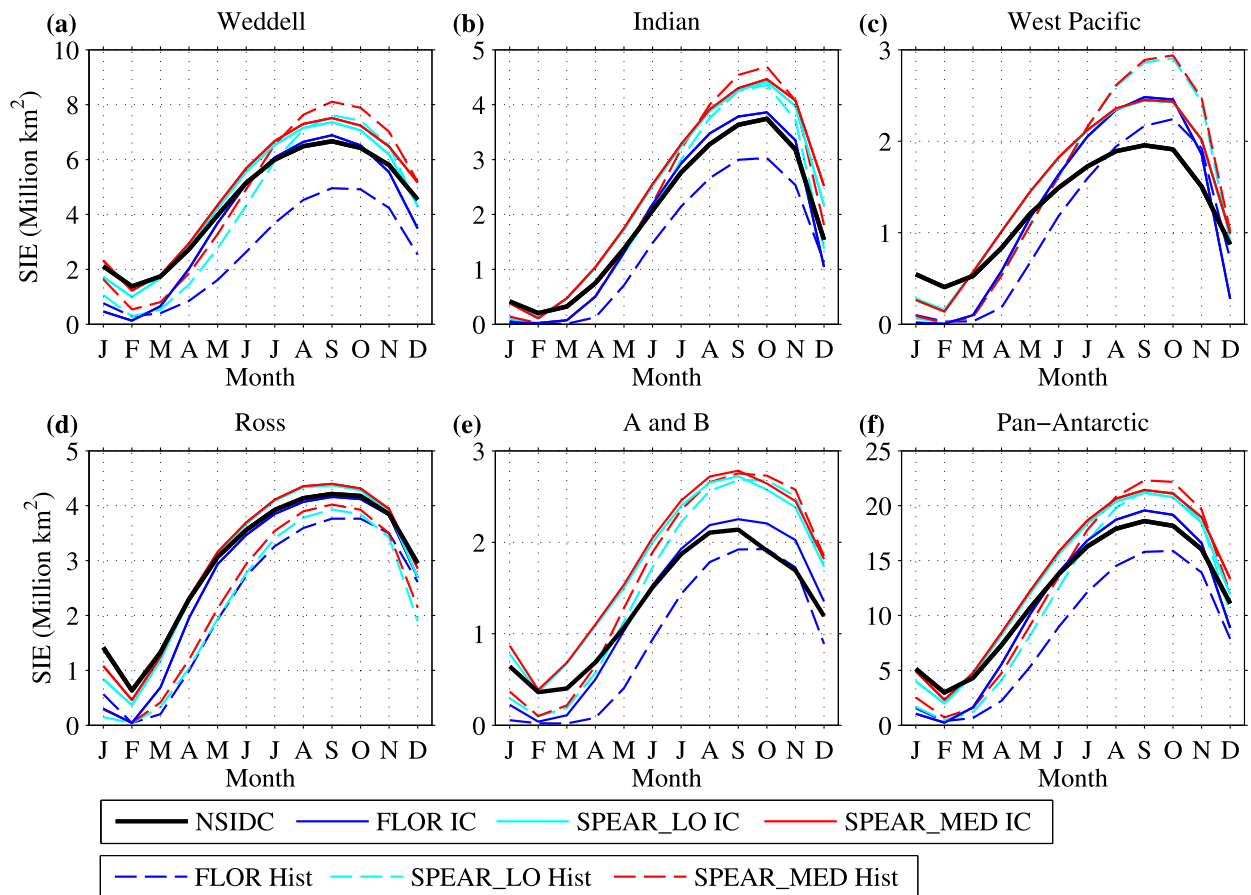 (a) Weddell
SIE (Million km²)
10
8
6
4
2
0
J F M A M J J A S O N D
Month
(b) Indian
5
4
3
2
1
0
J F M A M J J A S O N D
Month
(c) West Pacific
3
2
1
0
J F M A M J J A S O N D
Month
(d) Ross
SIE (Million km²)
5
4
3
2
1
0
J F M A M J J A S O N D
Month
(e) A and B
3
2
1
0
J F M A M J J A S O N D
Month
(f) Pan−Antarctic
25
20
15
10
5
0
J F M A M J J A S O N D
Month
NSIDC FLOR IC SPEAR_LO IC SPEAR_MED IC
FLOR Hist SPEAR_LO Hist SPEAR_MED Hist